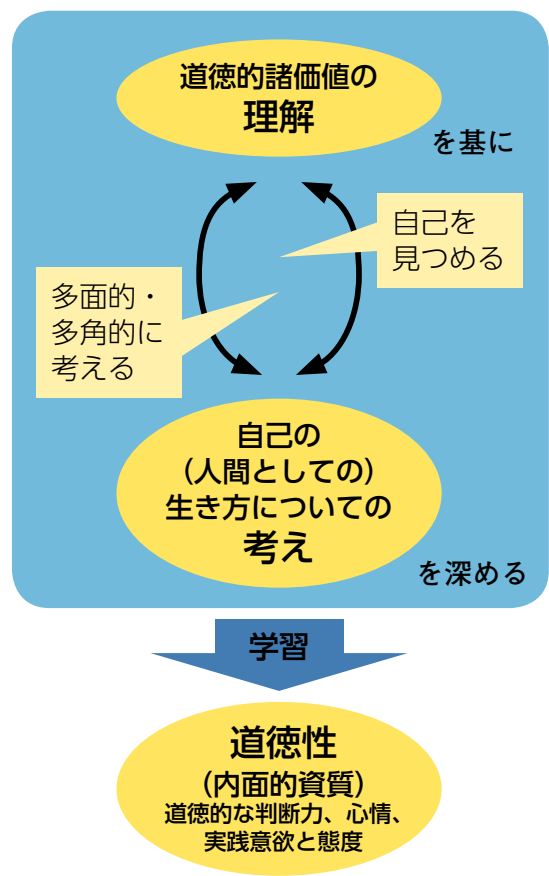 道徳的諸価値の
理解
を基に
自己を
見つめる
多面的・
多角的に
考える
自己の
（人間としての）
生き方についての
考え
を深める
学習
道徳性
（内面的資質）
道徳的な判断力、心情、
実践意欲と態度